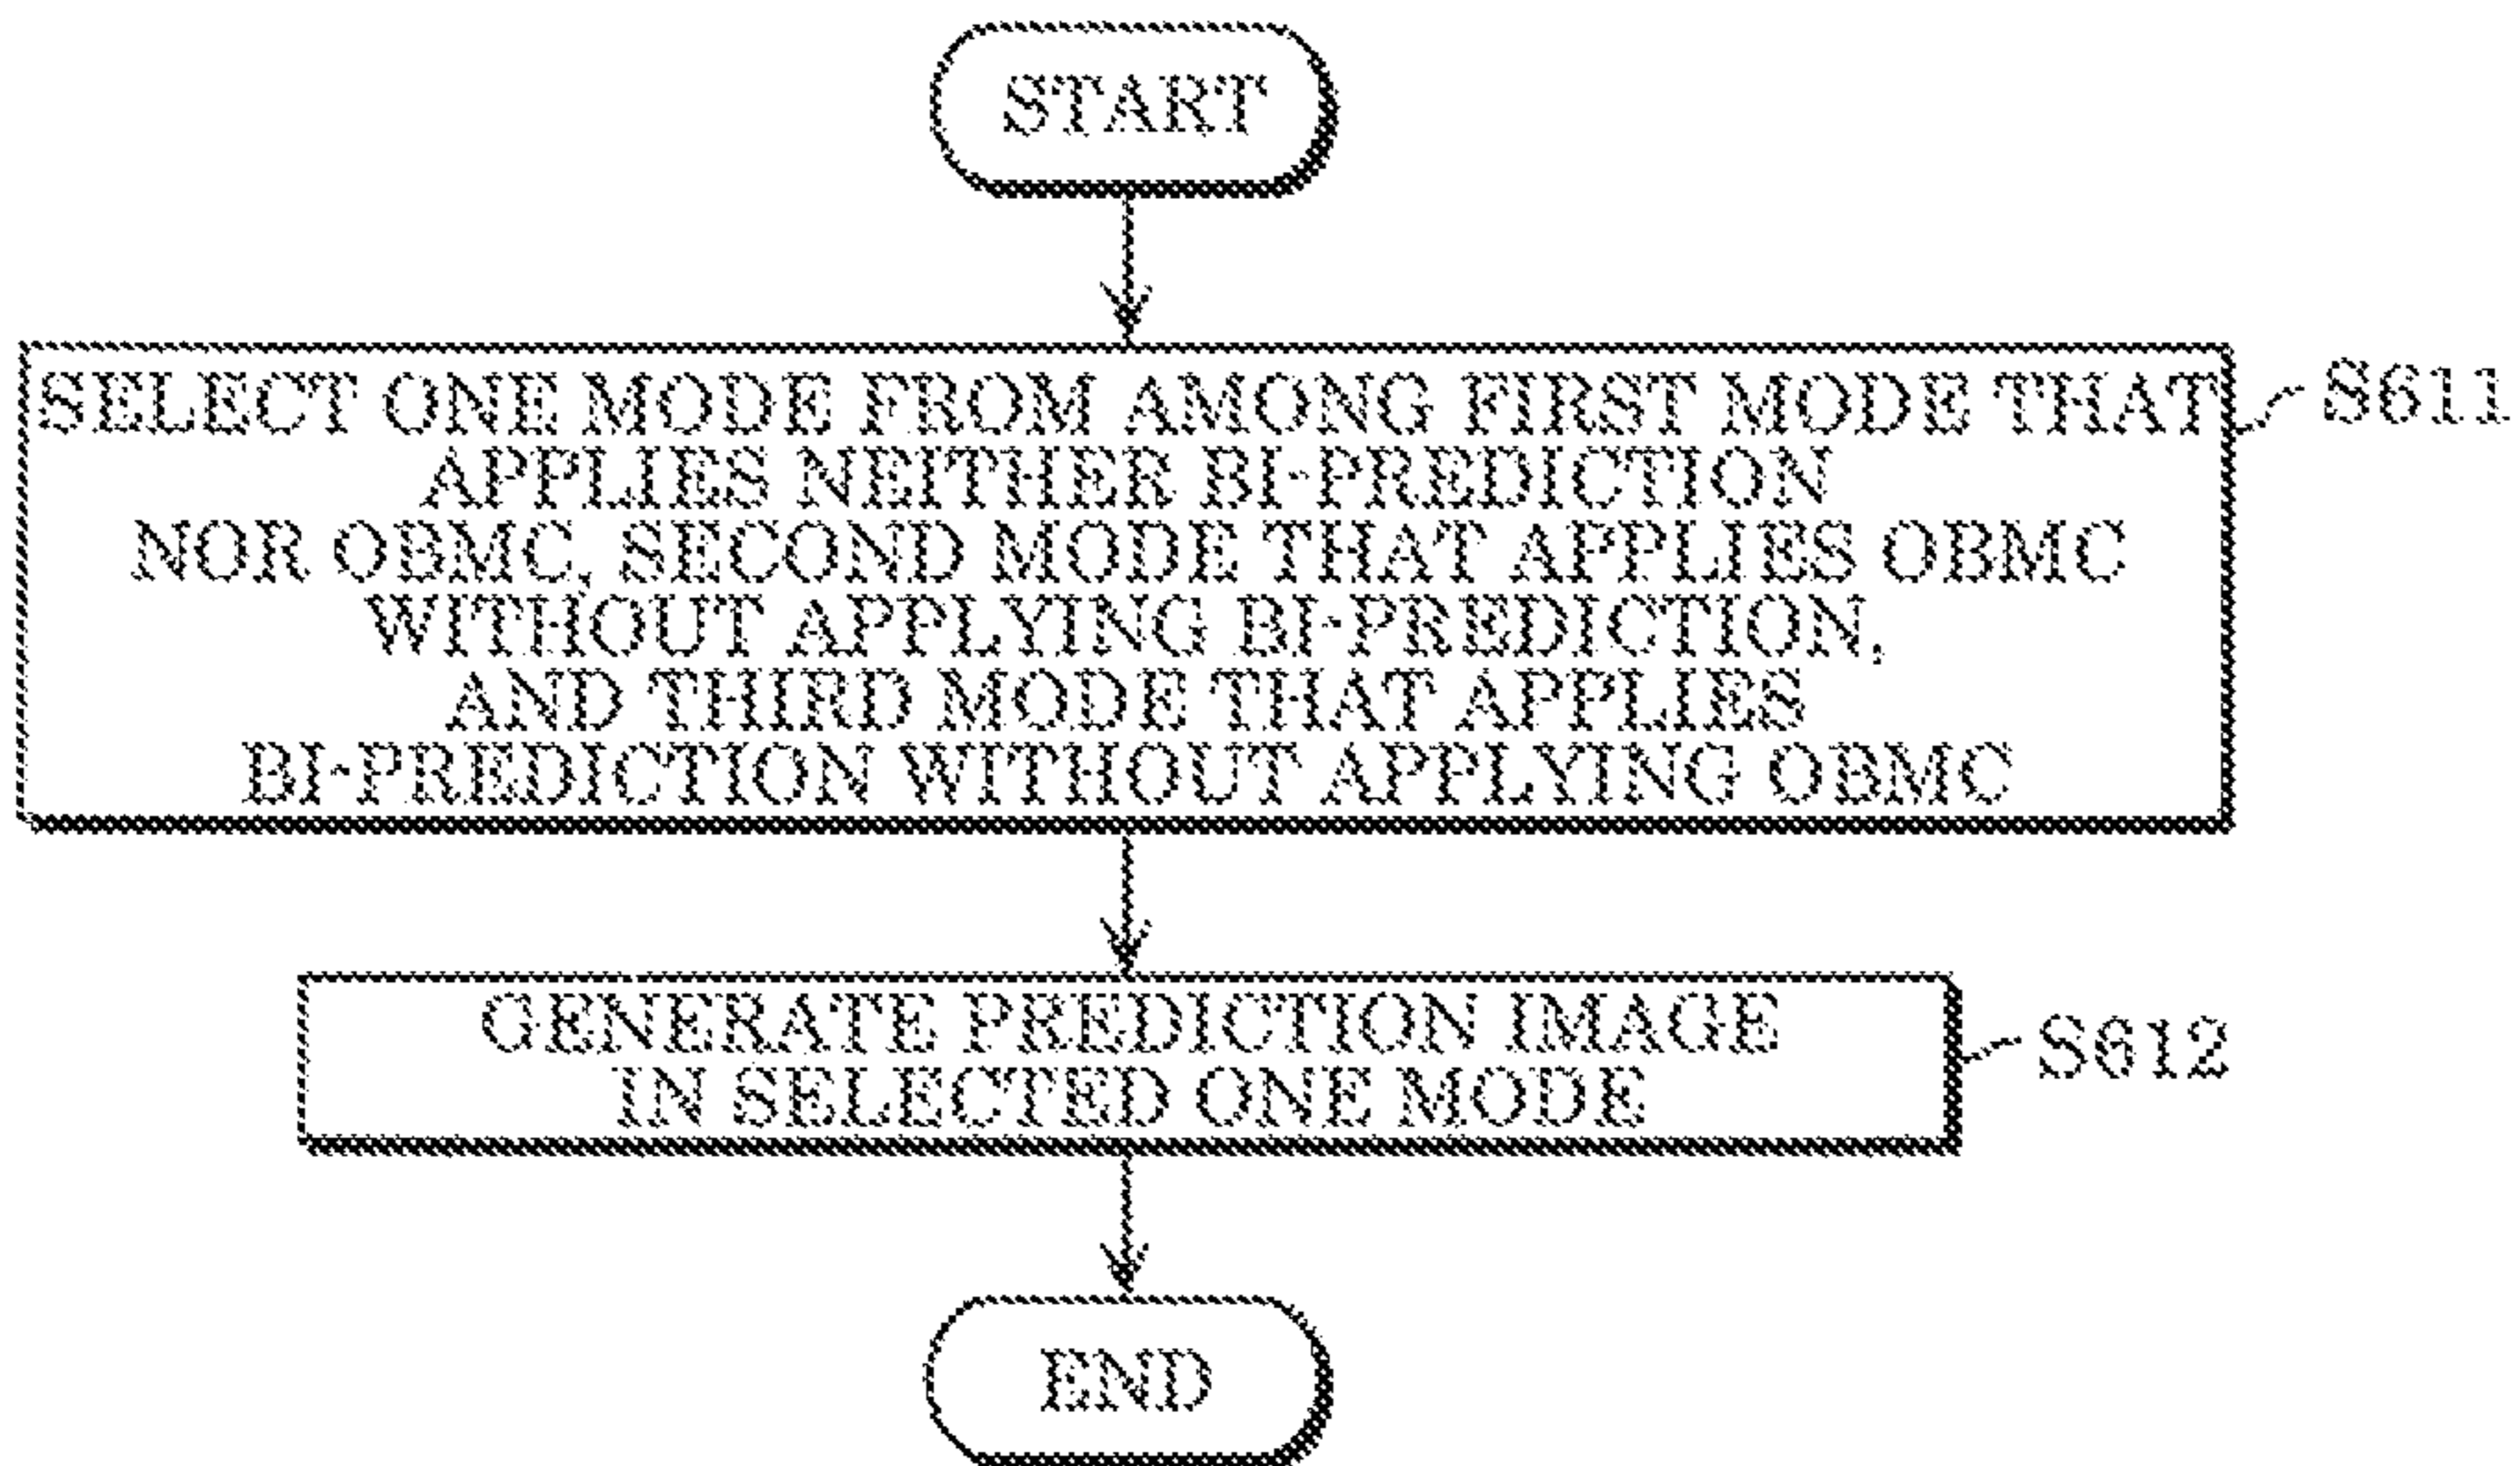 START
SELECT ONE MODE FROM AMONG FIRST MODE THAT
APPLIES NEITHER BI-PREDICTION
NOR OBMC, SECOND MODE THAT APPLIES OBMC
WITHOUT APPLYING BI-PREDICTION,
AND THIRD MODE THAT APPLIES
BI-PREDICTION WITHOUT APPLYING OBMC
S611
GENERATE PREDICTION IMAGE
IN SELECTED ONE MODE
S612
END